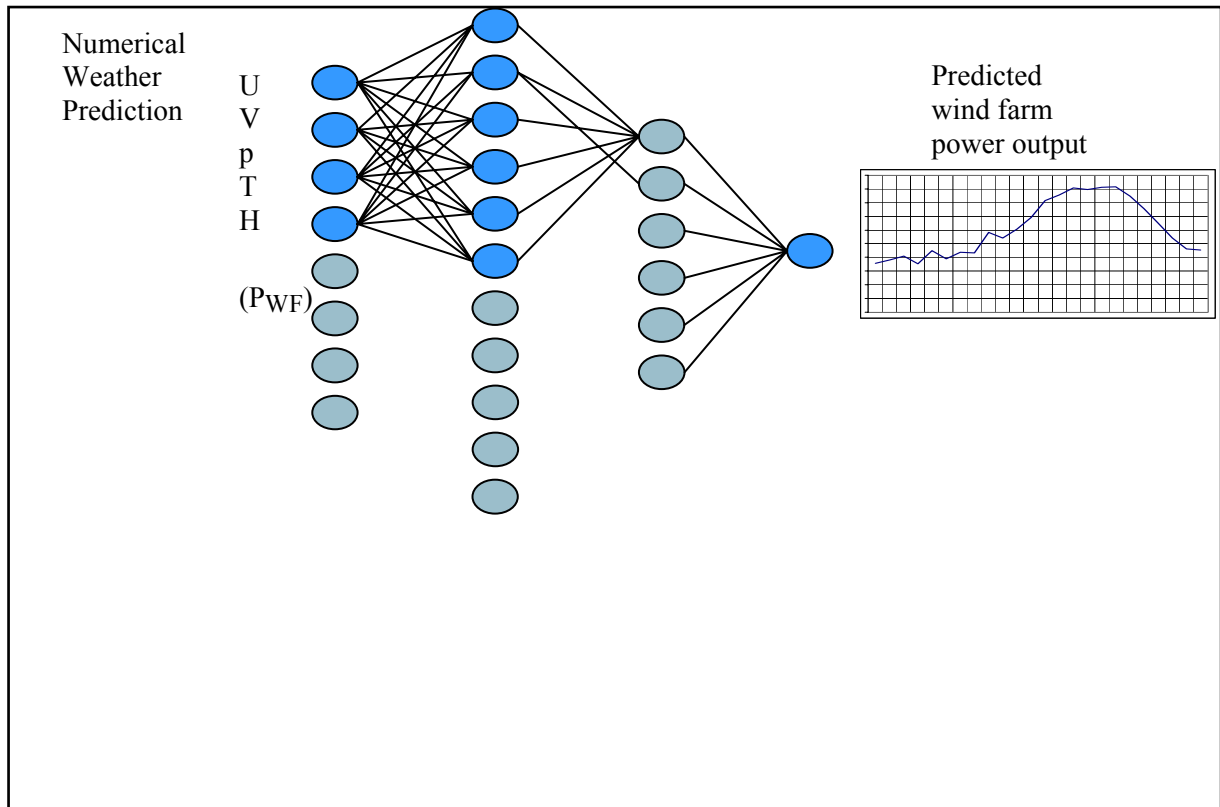 Numerical
Weather
Prediction
U
V
p
T
H
(PWF)
Predicted
wind farm
power output